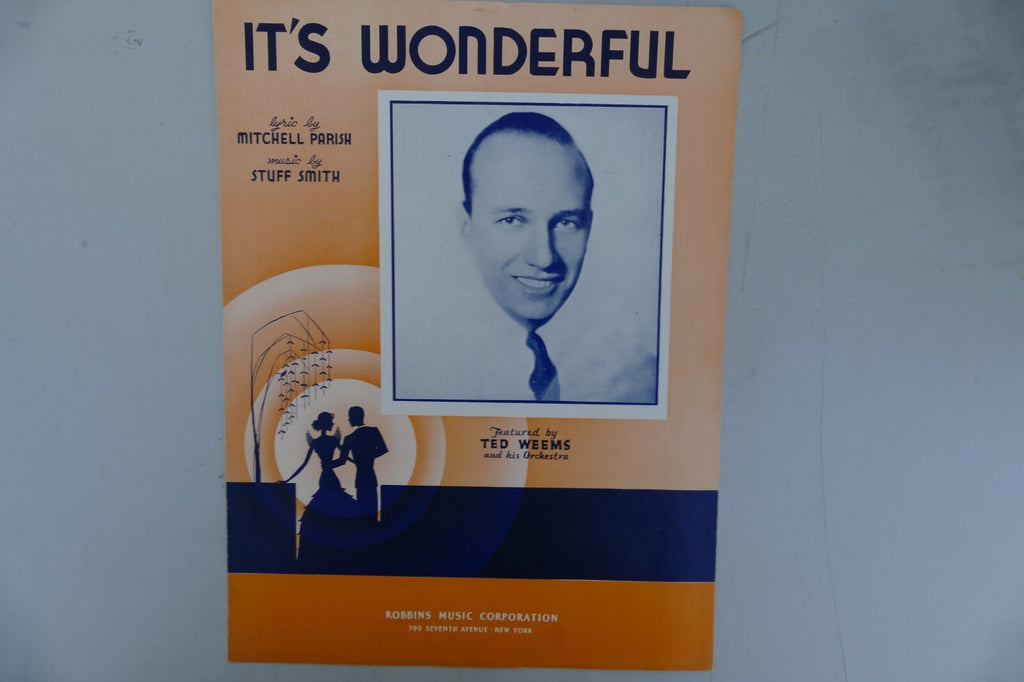 IT'S WONDERFUL
lyric by
MITCHELL PARISH
music by
STUFF SMITH
Featured by
TED WEEMS
and his Orchestra
ROBBINS MUSIC CORPORATION
799 SEVENTH AVENUE · NEW YORK